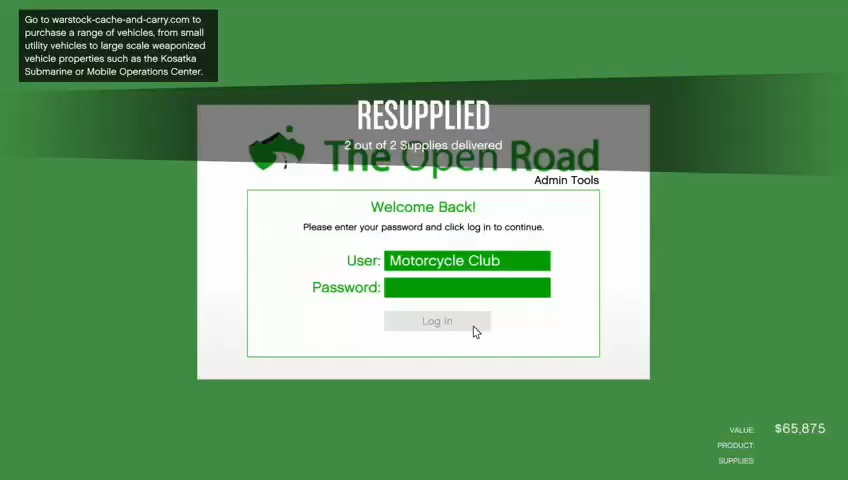 Go to warstock-cache-and-carry.com to
purchase a range of vehicles, from small
utility vehicles to large scale weaponized
vehicle properties such as the Kosatka
Submarine or Mobile Operations Center.
RESUPPLIED
2 out of 2 Supplies delivered
The Open Road
Admin Tools
Welcome Back!
Please enter your password and click log in to continue.
User: Motorcycle Club
Password:
Log In
VALUE: $65,875
PRODUCT:
SUPPLIES: